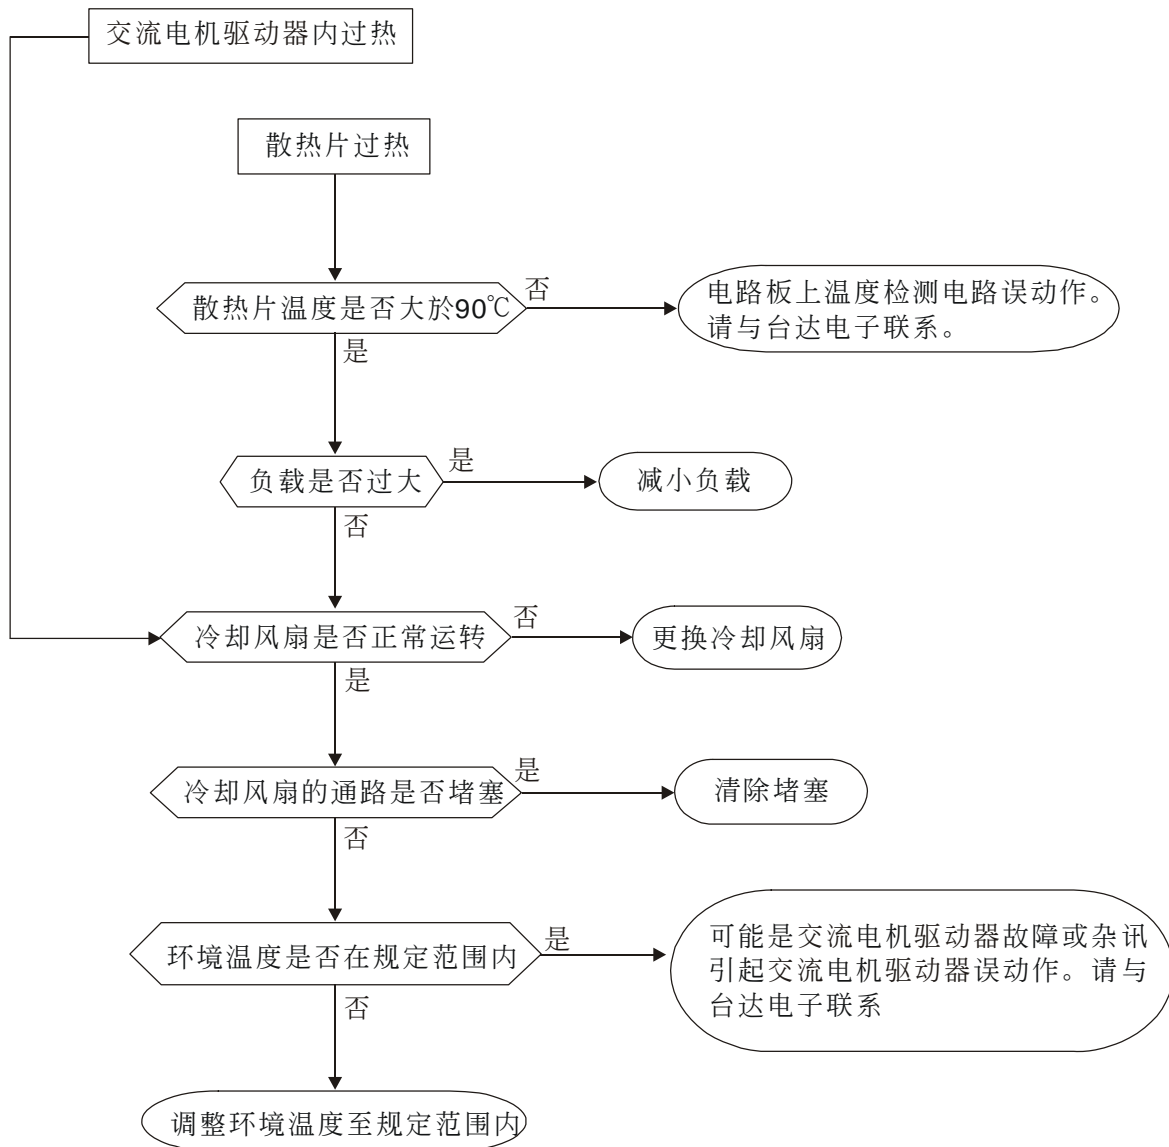 交流电机驱动器内过热
散热片过热
散热片温度是否大於90℃
否
电路板上温度检测电路误动作。
请与台达电子联系。
是
负载是否过大
是
减小负载
否
冷却风扇是否正常运转
否
更换冷却风扇
是
冷却风扇的通路是否堵塞
是
清除堵塞
否
环境温度是否在规定范围内
是
可能是交流电机驱动器故障或杂讯
引起交流电机驱动器误动作。请与
台达电子联系
否
调整环境温度至规定范围内